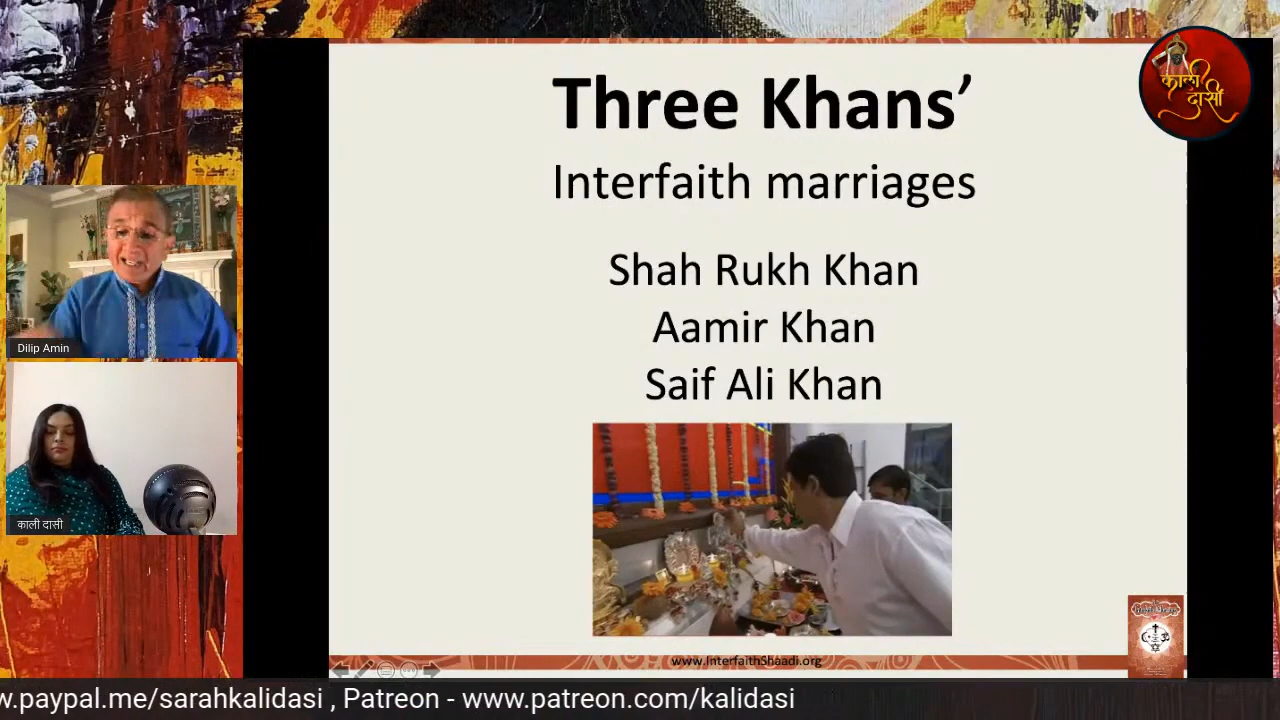 Three Khans’
Interfaith marriages
Shah Rukh Khan
Aamir Khan
Saif Ali Khan
काली
दासी
Dilip Amin
काली दासी
www.InterfaithShaadi.org
w.paypal.me/sarahkalidasi , Patreon - www.patreon.com/kalidasi